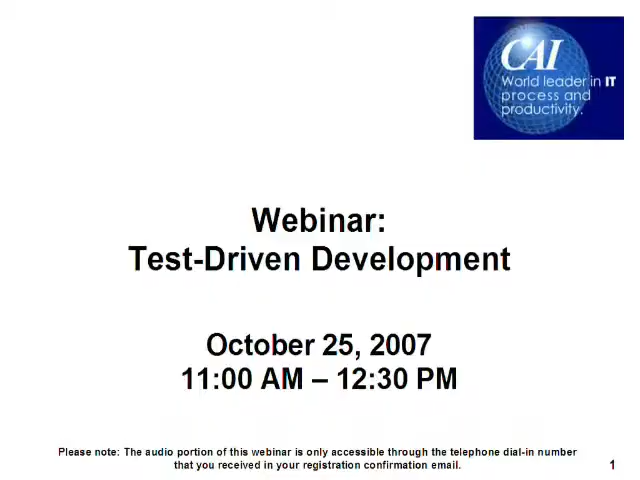 CAI
World leader in IT
process and
productivity.
Webinar:
Test-Driven Development
October 25, 2007
11:00 AM – 12:30 PM
Please note: The audio portion of this webinar is only accessible through the telephone dial-in number
that you received in your registration confirmation email.
1